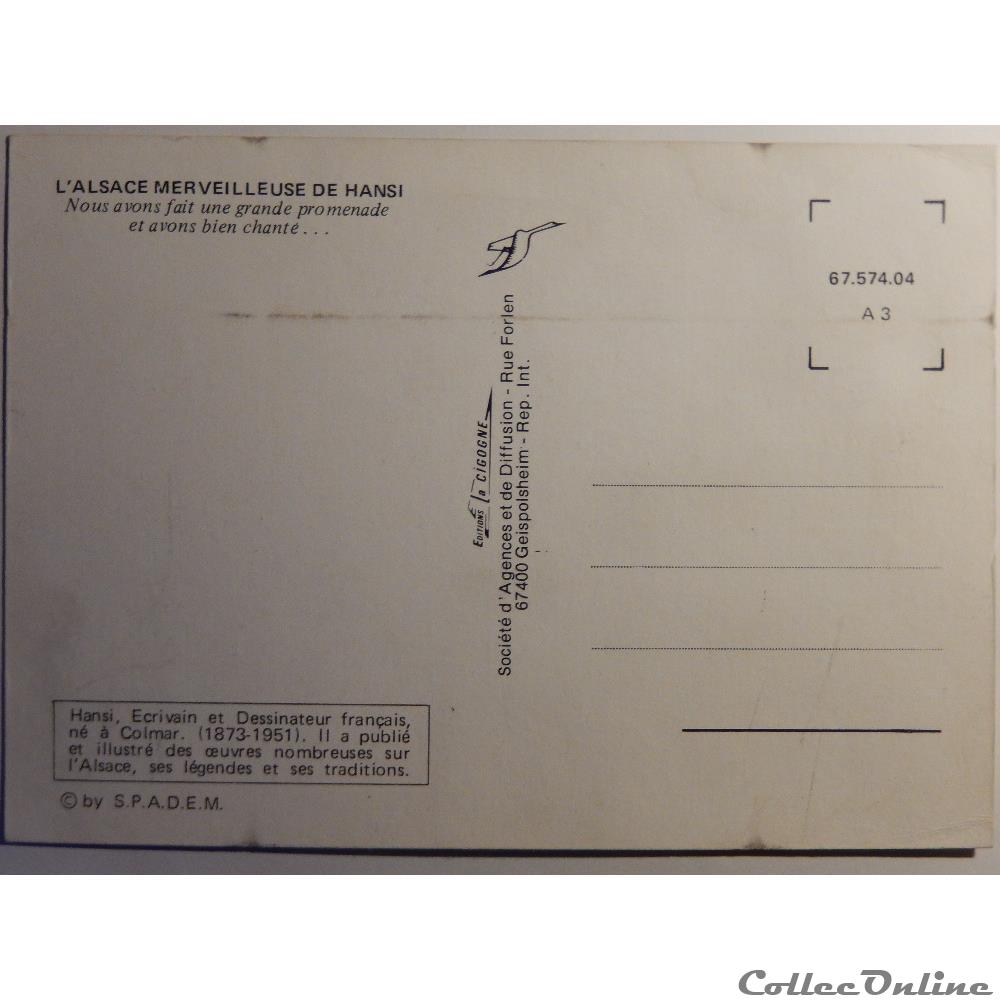 L'ALSACE MERVEILLEUSE DE HANSI
Nous avons fait une grande promenade
et avons bien chanté...
67.574.04
A 3
EDITIONS la CIGOGNE
Société d'Agences et de Diffusion - Rue Forlen
67400 Geispolsheim - Rep. Int.
Hansi, Ecrivain et Dessinateur français,
né à Colmar. (1873-1951). Il a publié
et illustré des œuvres nombreuses sur
l'Alsace, ses légendes et ses traditions.
© by S.P.A.D.E.M.
CollecOnline